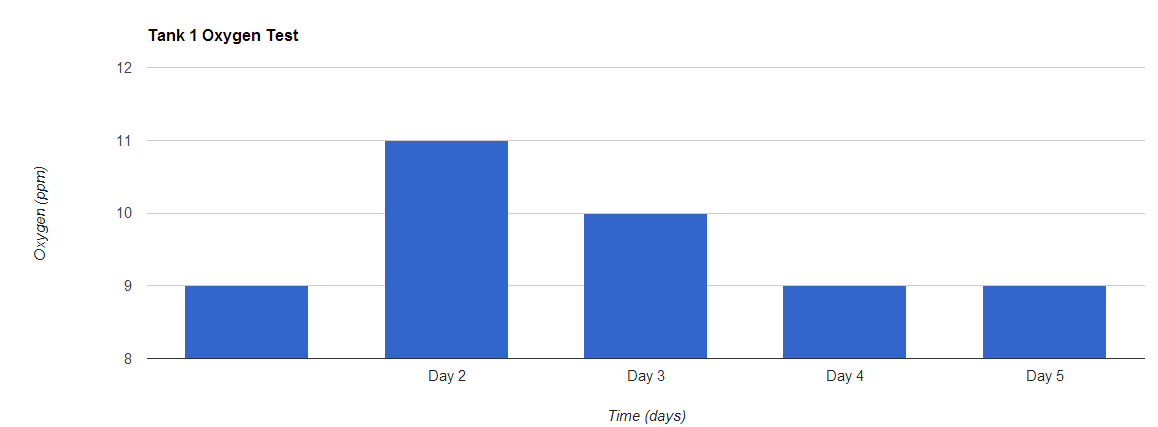 Tank 1 Oxygen Test
12
11
10
9
8
Oxygen (ppm)
Day 2 Day 3 Day 4 Day 5
Time (days)